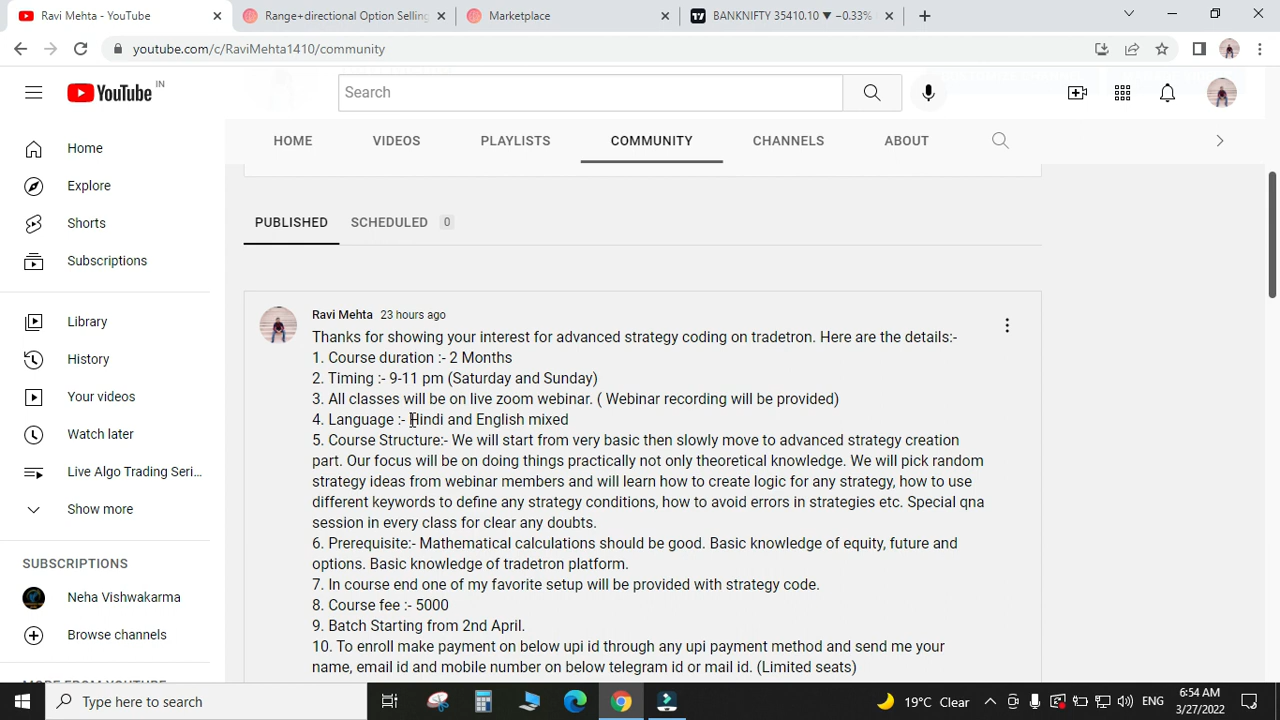 Ravi Mehta - YouTube
Range+directional Option Selling
Marketplace
BANKNIFTY 35410.10 ▼ −0.33%
youtube.com/c/RaviMehta1410/community
YouTube IN
Search
HOME
VIDEOS
PLAYLISTS
COMMUNITY
CHANNELS
ABOUT
Home
Explore
Shorts
Subscriptions
Library
History
Your videos
Watch later
Live Algo Trading Seri...
Show more
SUBSCRIPTIONS
Neha Vishwakarma
Browse channels
PUBLISHED
SCHEDULED 0
Ravi Mehta 23 hours ago
Thanks for showing your interest for advanced strategy coding on tradetron. Here are the details:-
1. Course duration :- 2 Months
2. Timing :- 9-11 pm (Saturday and Sunday)
3. All classes will be on live zoom webinar. ( Webinar recording will be provided)
4. Language :- Hindi and English mixed
5. Course Structure:- We will start from very basic then slowly move to advanced strategy creation
part. Our focus will be on doing things practically not only theoretical knowledge. We will pick random
strategy ideas from webinar members and will learn how to create logic for any strategy, how to use
different keywords to define any strategy conditions, how to avoid errors in strategies etc. Special qna
session in every class for clear any doubts.
6. Prerequisite:- Mathematical calculations should be good. Basic knowledge of equity, future and
options. Basic knowledge of tradetron platform.
7. In course end one of my favorite setup will be provided with strategy code.
8. Course fee :- 5000
9. Batch Starting from 2nd April.
10. To enroll make payment on below upi id through any upi payment method and send me your
name, email id and mobile number on below telegram id or mail id. (Limited seats)
Type here to search
19°C Clear
ENG
6:54 AM
3/27/2022